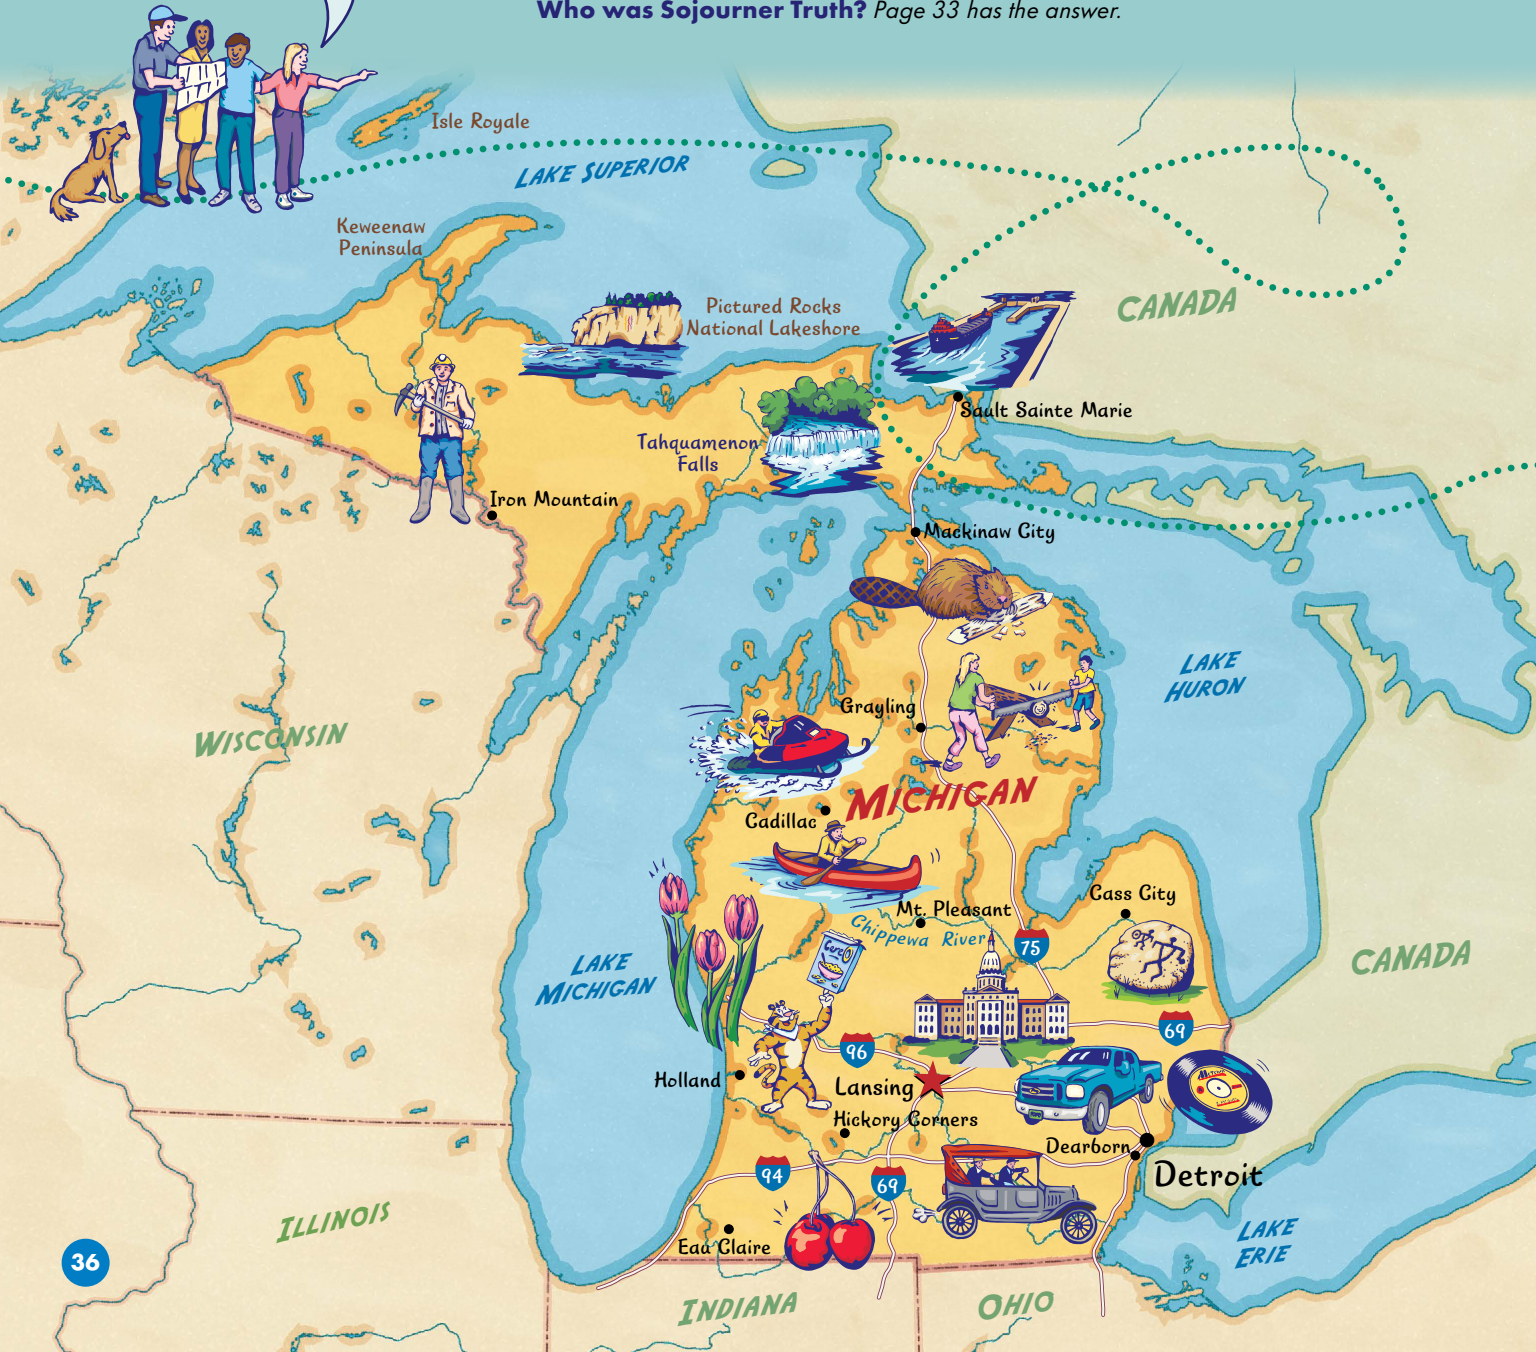 Who was Sojourner Truth? Page 33 has the answer.
Isle Royale
LAKE SUPERIOR
Keweenaw
Peninsula
Pictured Rocks
National Lakeshore
CANADA
Sault Sainte Marie
Tahquamenon
Falls
Iron Mountain
Mackinaw City
LAKE
HURON
Grayling
WISCONSIN
MICHIGAN
Cadillac
Cass City
Mt. Pleasant
Chippewa River
75
CANADA
LAKE
MICHIGAN
69
96
Holland
Lansing
Hickory Corners
Dearborn
Detroit
94
69
ILLINOIS
Eau Claire
LAKE
ERIE
36
INDIANA
OHIO